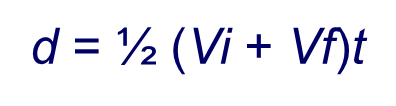 d = ½ (Vi + Vf)t